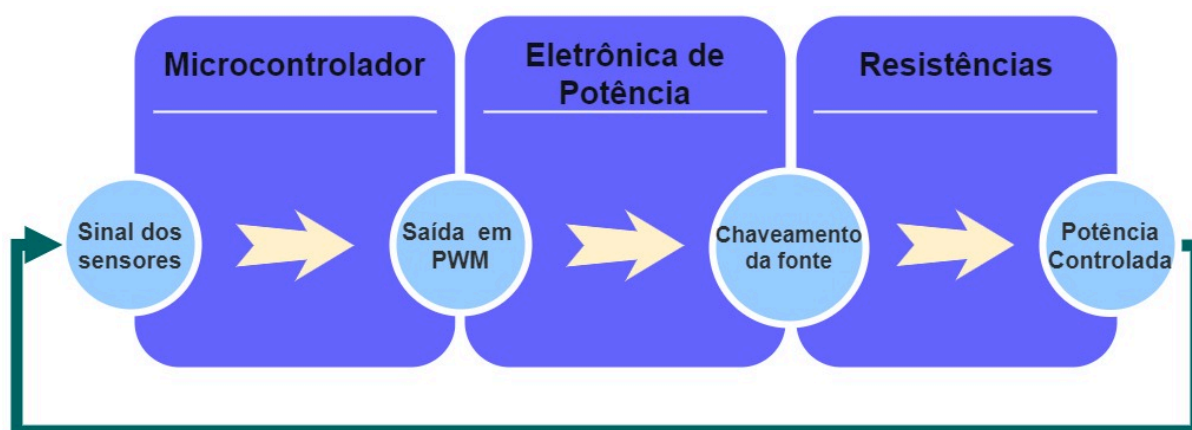 Microcontrolador
Eletrônica de
Potência
Resistências
Sinal dos
sensores
Saída em
PWM
Chaveamento
da fonte
Potência
Controlada